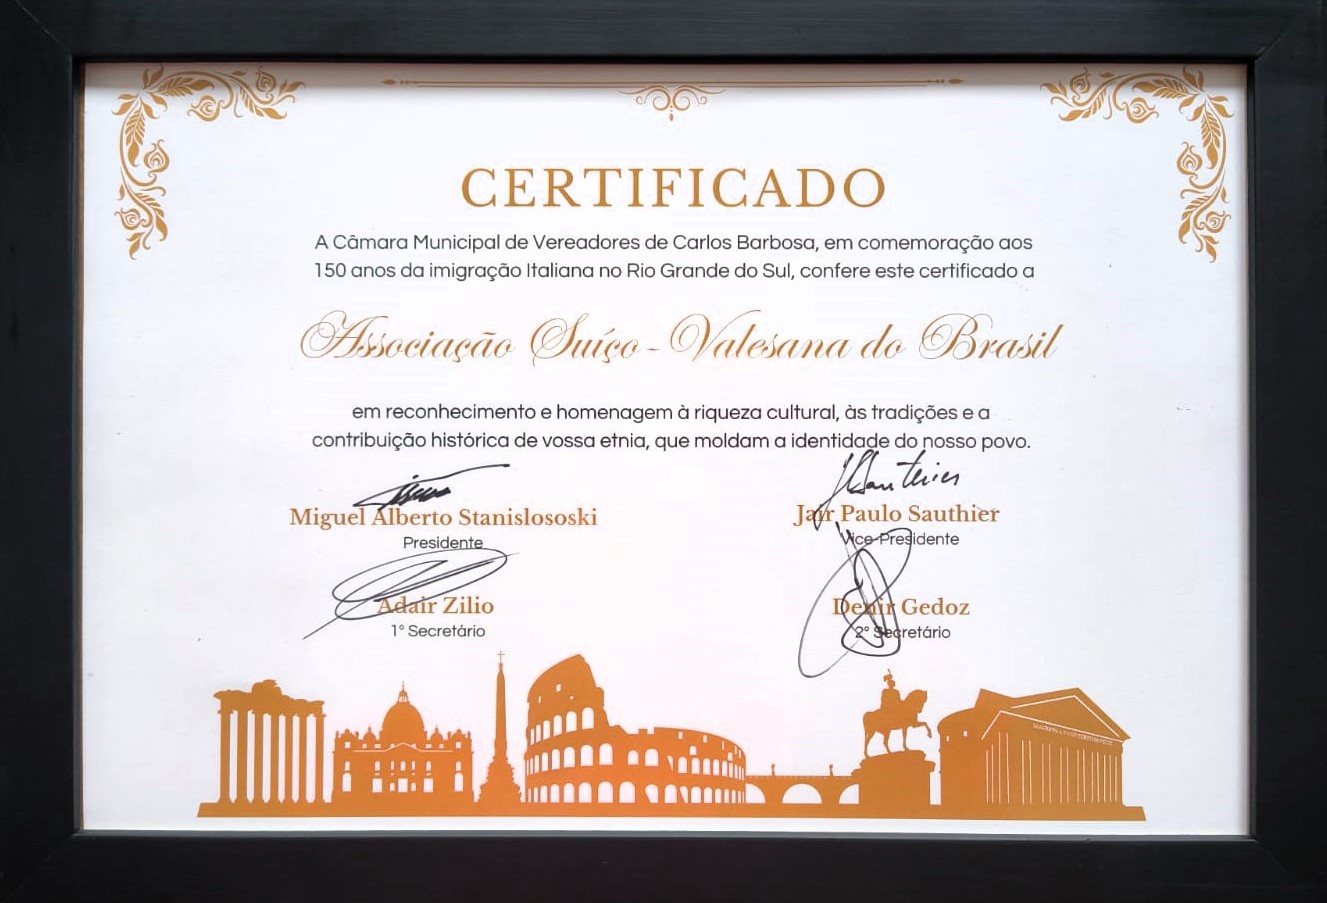 CERTIFICADO
A Câmara Municipal de Vereadores de Carlos Barbosa, em comemoração aos
150 anos da imigração Italiana no Rio Grande do Sul, confere este certificado a
Associação Suíço - Valesana do Brasil
em reconhecimento e homenagem à riqueza cultural, às tradições e a
contribuição histórica de vossa etnia, que moldam a identidade do nosso povo.
Miguel Alberto Stanislososki
Presidente
Jair Paulo Sauthier
Vice-Presidente
Adair Zilio
1º Secretário
Denir Gedoz
2º Secretário